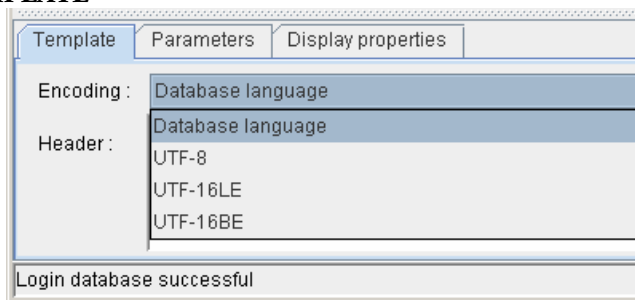 Template Parameters Display properties
Encoding : Database language
Database language
Header :
UTF-8
UTF-16LE
UTF-16BE
Login database successful